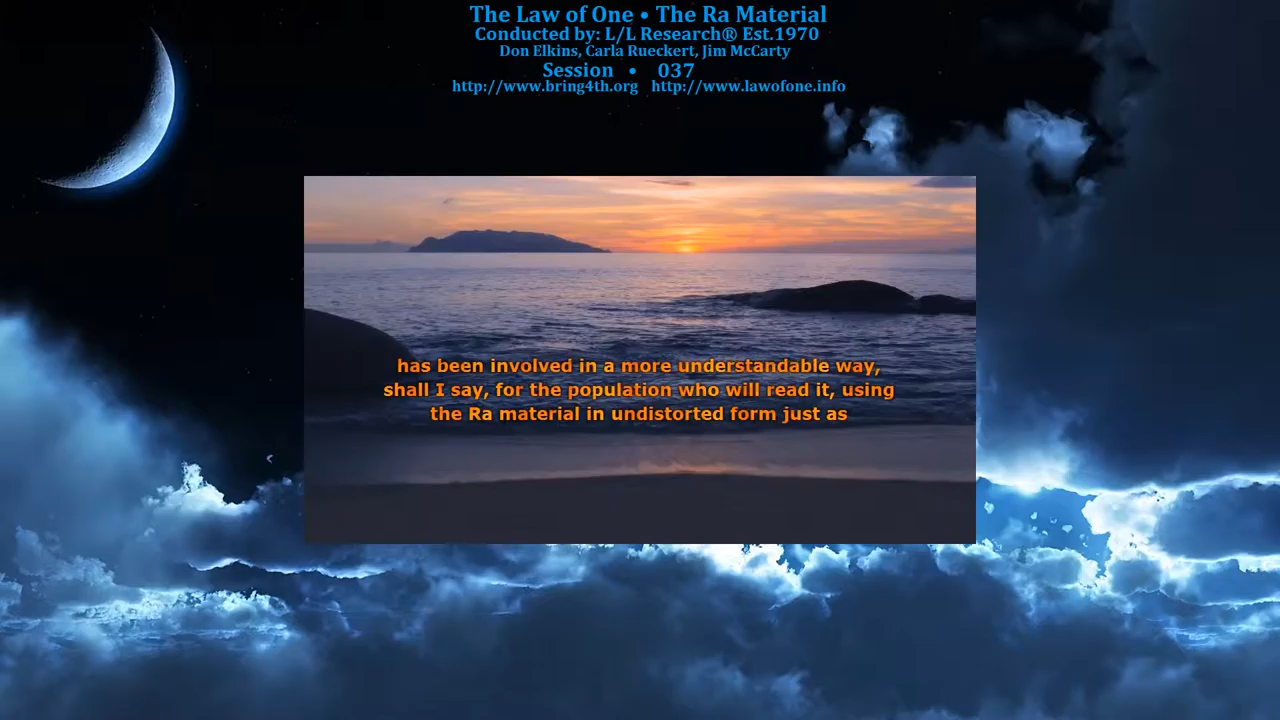 The Law of One • The Ra Material
Conducted by: L/L Research® Est.1970
Don Elkins, Carla Rueckert, Jim McCarty
Session • 037
http://www.bring4th.org http://www.lawofone.info
has been involved in a more understandable way,
shall I say, for the population who will read it, using
the Ra material in undistorted form just as